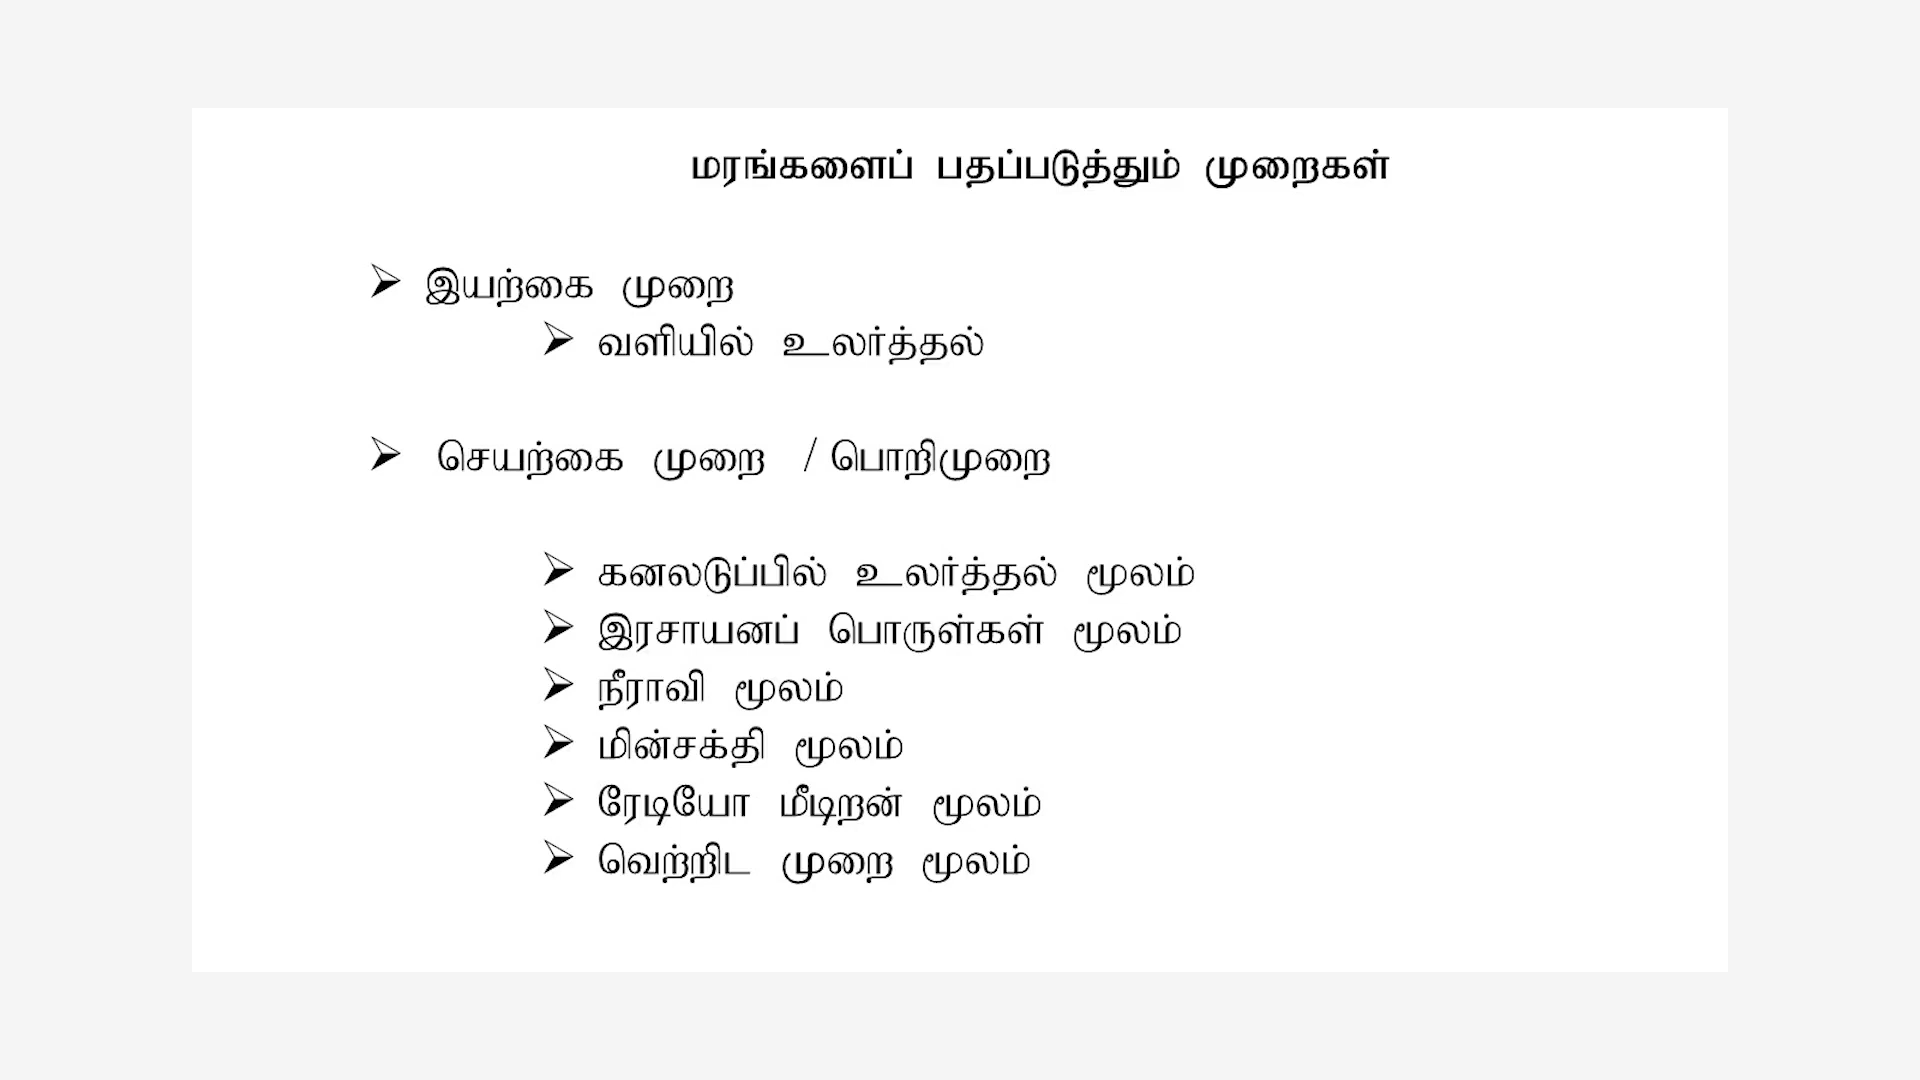 மரங்களைப் பதப்படுத்தும் முறைகள்
இயற்கை முறை
வளியில் உலர்த்தல்
செயற்கை முறை / பொறிமுறை
கனலடுப்பில் உலர்த்தல் மூலம்
இரசாயனப் பொருள்கள் மூலம்
நீராவி மூலம்
மின்சக்தி மூலம்
ரேடியோ மீடிறன் மூலம்
வெற்றிட முறை மூலம்